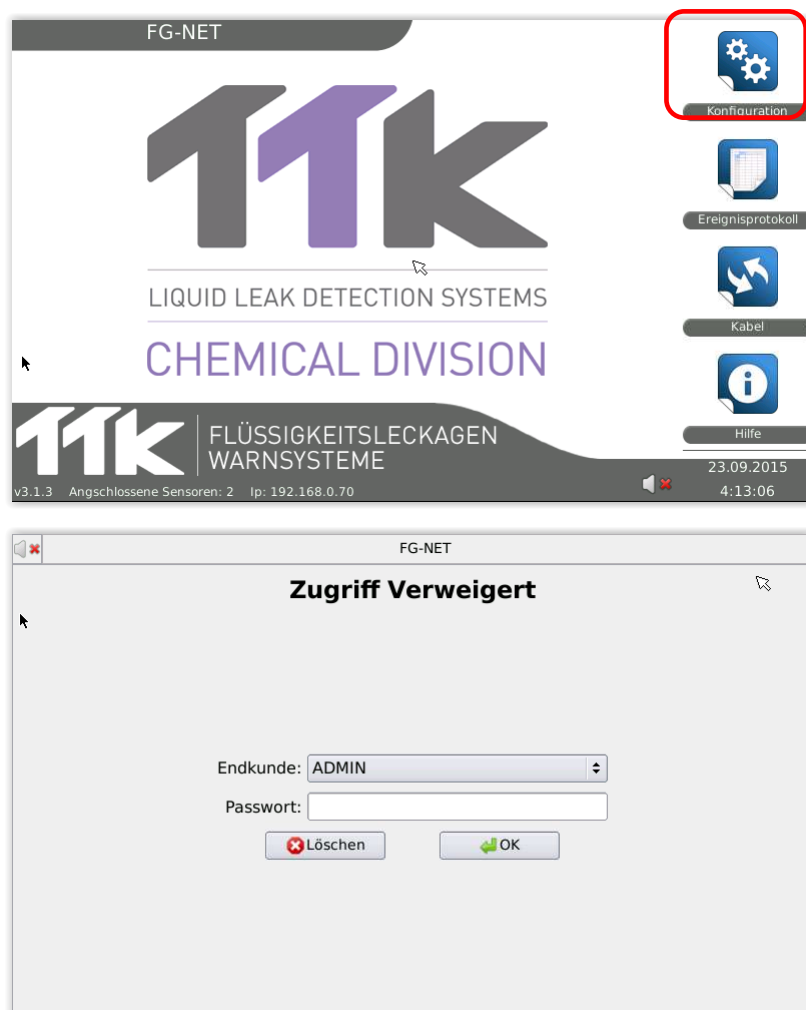 FG-NET
TTK
LIQUID LEAK DETECTION SYSTEMS
CHEMICAL DIVISION
Konfiguration
Ereignisprotokoll
Kabel
Hilfe
TTK
FLÜSSIGKEITSLECKAGEN
WARNSYSTEME
v3.1.3 Angschlossene Sensoren: 2 Ip: 192.168.0.70
23.09.2015
4:13:06
FG-NET
Zugriff Verweigert
Endkunde: ADMIN
Passwort:
Löschen OK